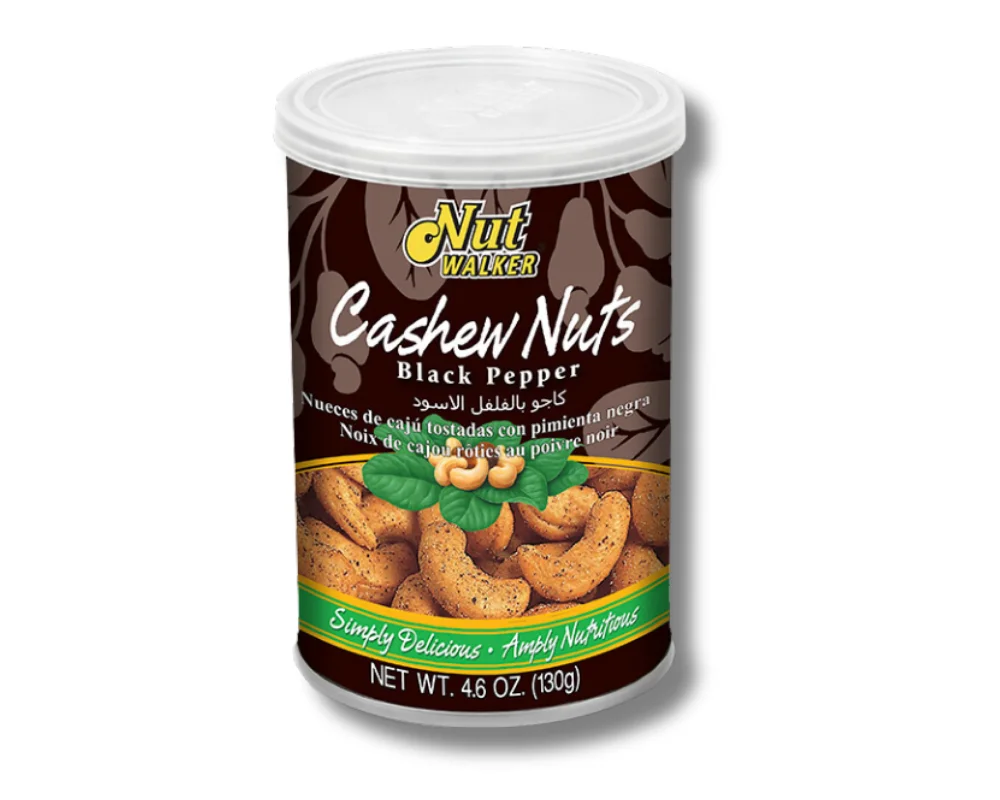 Nut
WALKER
Cashew Nuts
Black Pepper
كاجو بالفلفل الاسود
Nueces de cajú tostadas con pimienta negra
Noix de cajou rôties au poivre noir
Simply Delicious • Amply Nutritious
NET WT. 4.6 OZ. (130g)